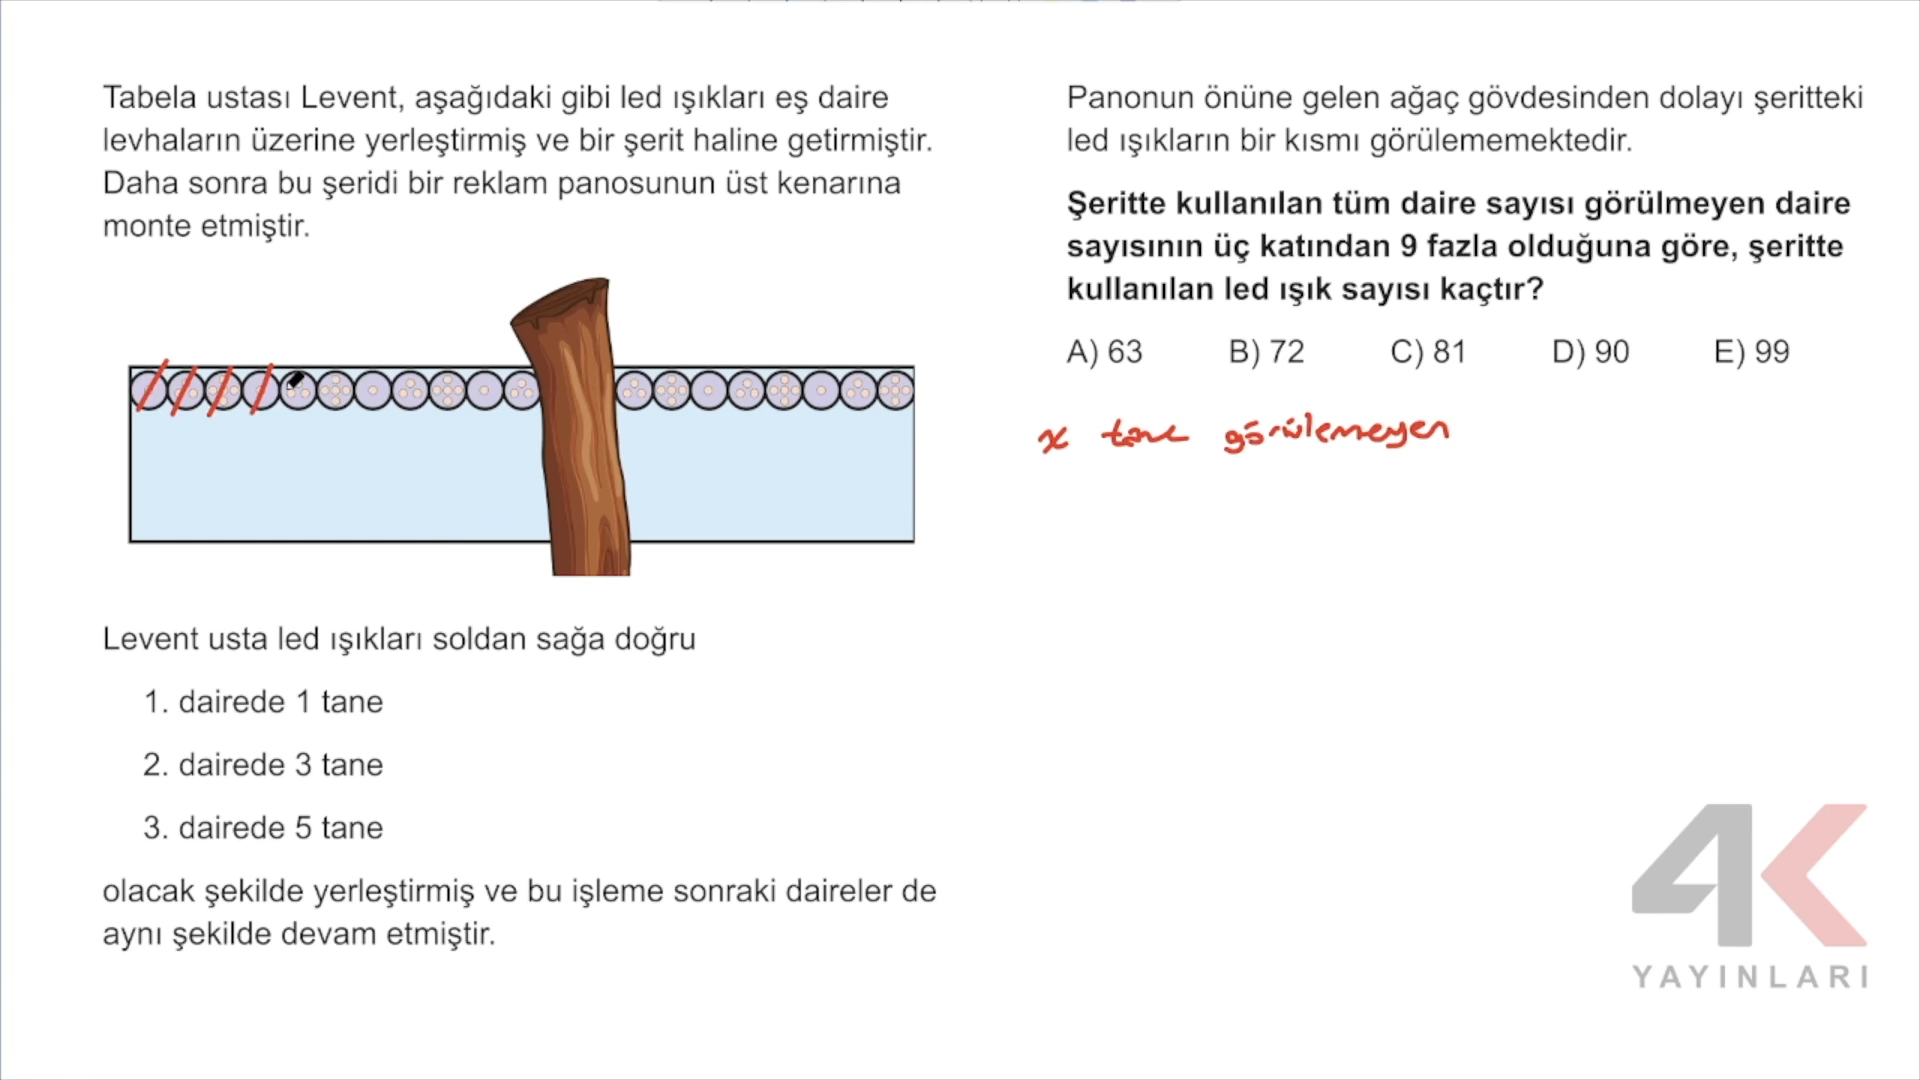 Tabela ustası Levent, aşağıdaki gibi led ışıkları eş daire
levhaların üzerine yerleştirmiş ve bir şerit haline getirmiştir.
Daha sonra bu şeridi bir reklam panosunun üst kenarına
monte etmiştir.
Levent usta led ışıkları soldan sağa doğru
1. dairede 1 tane
2. dairede 3 tane
3. dairede 5 tane
olacak şekilde yerleştirmiş ve bu işleme sonraki daireler de
aynı şekilde devam etmiştir.
Panonun önüne gelen ağaç gövdesinden dolayı şeritteki
led ışıkların bir kısmı görülememektedir.
Şeritte kullanılan tüm daire sayısı görülmeyen daire
sayısının üç katından 9 fazla olduğuna göre, şeritte
kullanılan led ışık sayısı kaçtır?
A) 63 B) 72 C) 81 D) 90 E) 99
x tane görülemeyen
4K
YAYINLARI